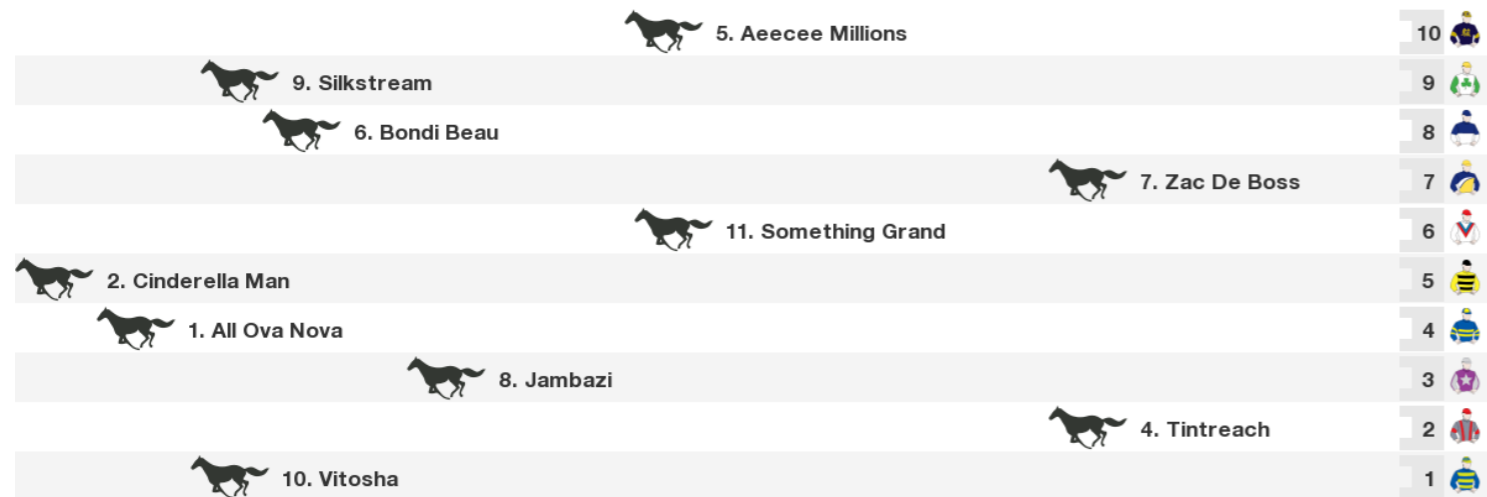 5. Aeecee Millions 10
9. Silkstream 9
6. Bondi Beau 8
7. Zac De Boss 7
11. Something Grand 6
2. Cinderella Man 5
1. All Ova Nova 4
8. Jambazi 3
4. Tintreach 2
10. Vitosha 1